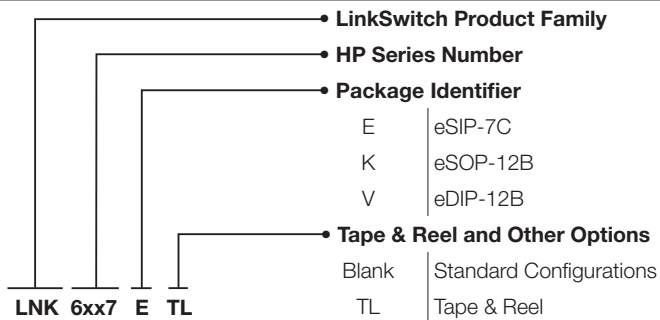 LinkSwitch Product Family
HP Series Number
Package Identifier
E eSIP-7C
K eSOP-12B
V eDIP-12B
Tape & Reel and Other Options
Blank Standard Configurations
TL Tape & Reel
LNK 6xx7 E TL